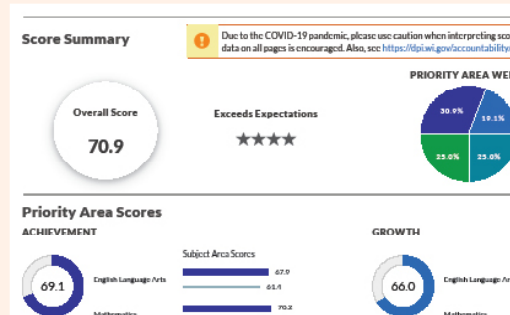 Score Summary
Due to the COVID-19 pandemic, please use caution when interpreting sco
data on all pages is encouraged. Also, see https://dpi.wi.gov/accountability/
PRIORITY AREA WEI
Overall Score
70.9
Exceeds Expectations
★★★★
30.9%
19.1%
25.0%
25.0%
Priority Area Scores
ACHIEVEMENT
GROWTH
Subject Area Scores
69.1
English Language Arts
67.9
61.4
Mathematics
70.2
66.0
English Language Ar
Mathematics